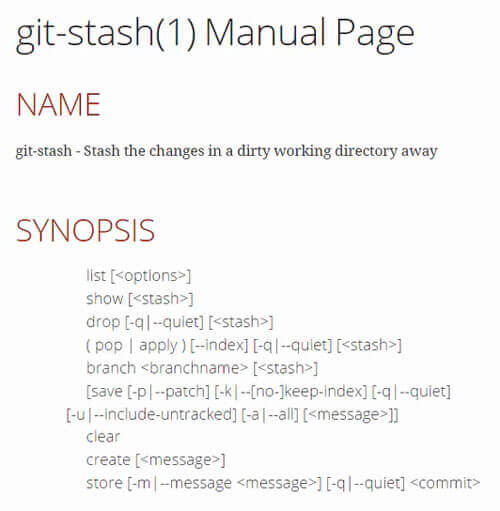 git-stash(1) Manual Page
NAME
git-stash - Stash the changes in a dirty working directory away
SYNOPSIS
list [<options>]
show [<stash>]
drop [-q|--quiet] [<stash>]
( pop | apply ) [--index] [-q|--quiet] [<stash>]
branch <branchname> [<stash>]
[save [-p|--patch] [-k|--[no-]keep-index] [-q|--quiet]
[-u|--include-untracked] [-a|--all] [<message>]]
clear
create [<message>]
store [-m|--message <message>] [-q|--quiet] <commit>